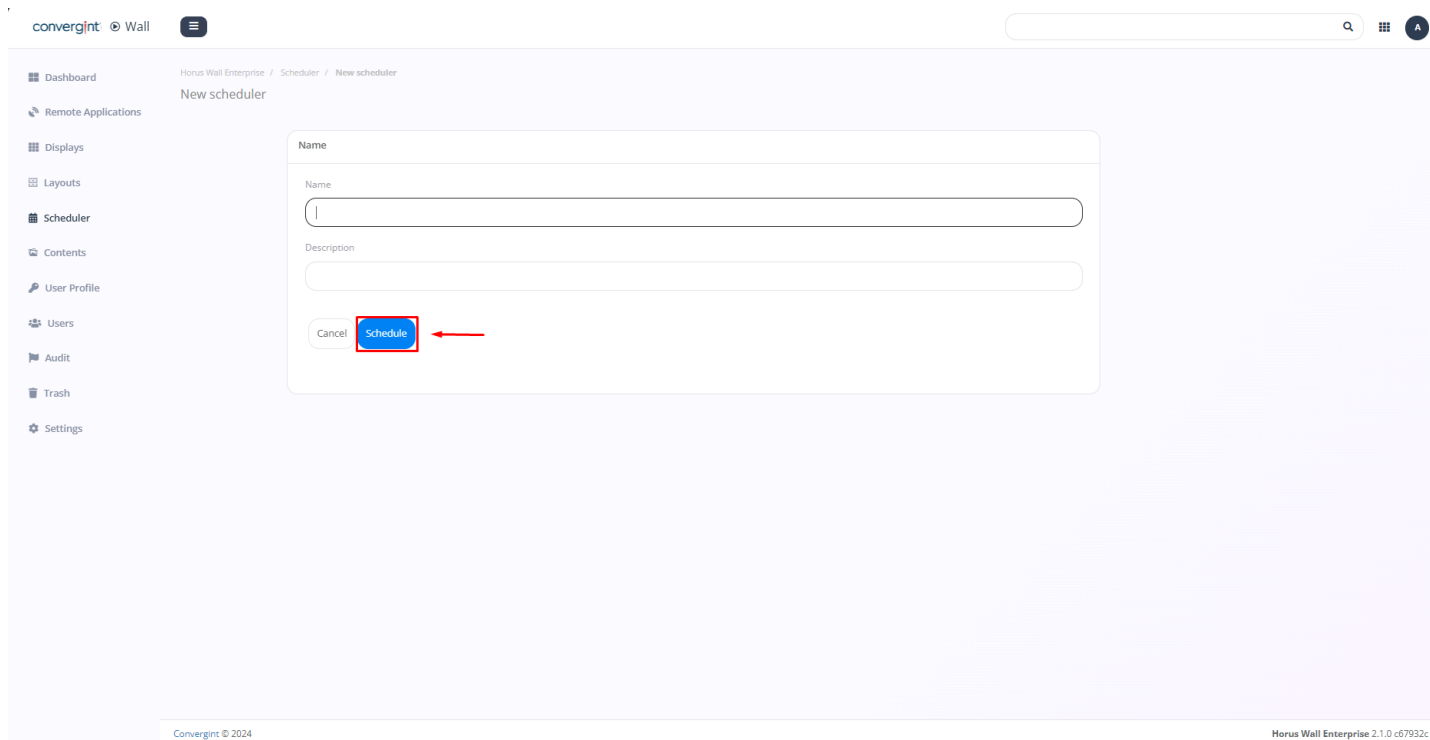 convergint Wall
A
Dashboard
Remote Applications
Displays
Layouts
Scheduler
Contents
User Profile
Users
Audit
Trash
Settings
Horus Wall Enterprise / Scheduler / New scheduler
New scheduler
Name
Name
Description
Cancel Schedule
Convergint © 2024
Horus Wall Enterprise 2.1.0 c67932c